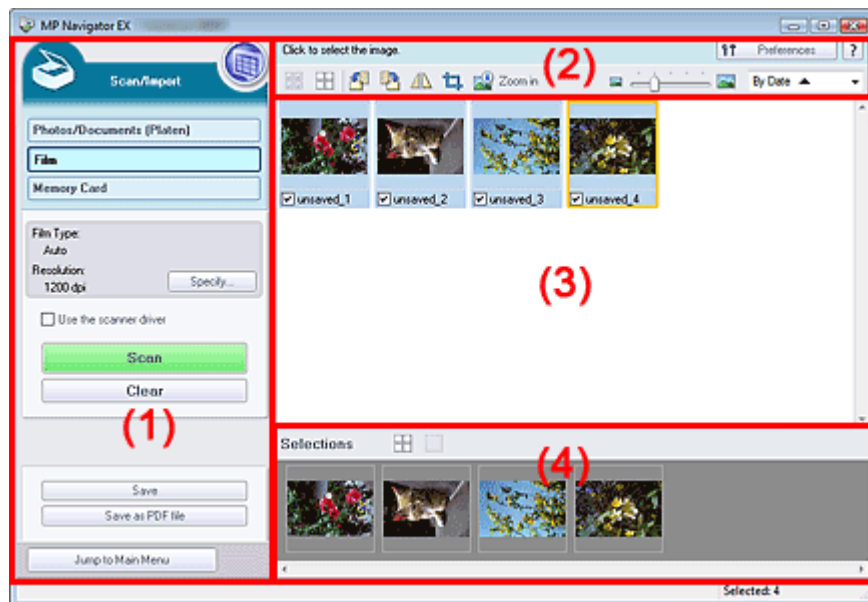 MP Navigator EX
Click to select the image.
Preferences
?
Scan/Import
(2)
Zoom in
By Date
Photos/Documents (Platen)
Film
Memory Card
unsaved_1
unsaved_2
unsaved_3
unsaved_4
Film Type:
Auto
Resolution:
1200 dpi
Specify...
(3)
Use the scanner driver
Scan
Clear
(1)
Selections
(4)
Save
Save as PDF file
Jump to Main Menu
Selected: 4